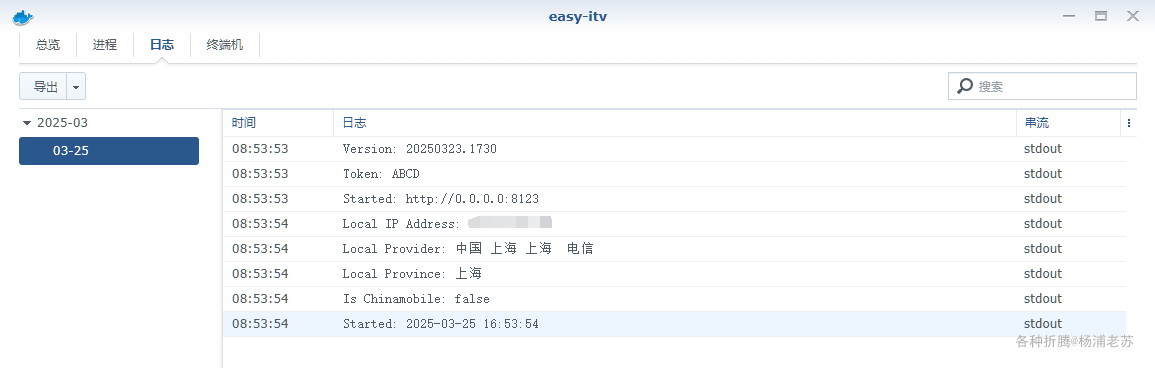 easy-itv
总览 进程 日志 终端机
导出 搜索
2025-03
03-25
时间 日志 串流
08:53:53 Version: 20250323.1730 stdout
08:53:53 Token: ABCD stdout
08:53:53 Started: http://0.0.0.0:8123 stdout
08:53:54 Local IP Address: stdout
08:53:54 Local Provider: 中国 上海 上海 电信 stdout
08:53:54 Local Province: 上海 stdout
08:53:54 Is Chinamobile: false stdout
08:53:54 Started: 2025-03-25 16:53:54 stdout
各种折腾@杨浦老苏